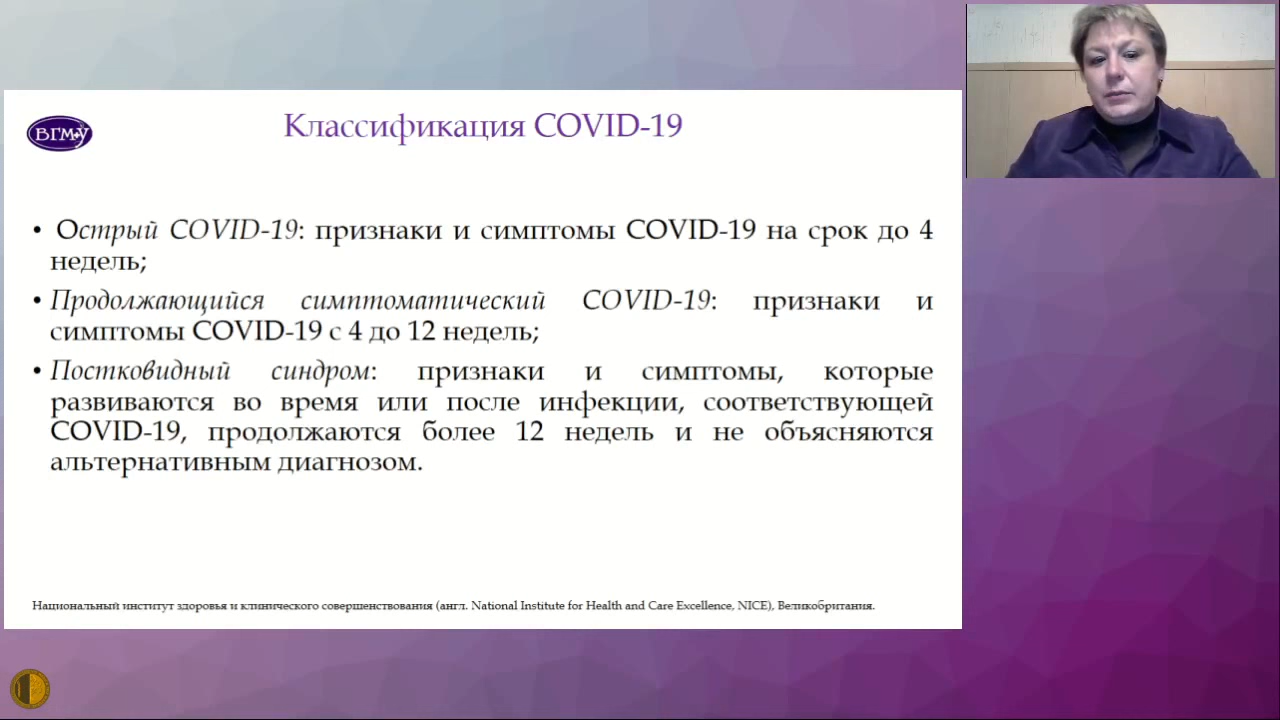 ВГМУ
Классификация COVID-19
• Острый COVID-19: признаки и симптомы COVID-19 на срок до 4
недель;
• Продолжающийся симптоматический COVID-19: признаки и
симптомы COVID-19 с 4 до 12 недель;
• Постковидный синдром: признаки и симптомы, которые
развиваются во время или после инфекции, соответствующей
COVID-19, продолжаются более 12 недель и не объясняются
альтернативным диагнозом.
Национальный институт здоровья и клинического совершенствования (англ. National Institute for Health and Care Excellence, NICE), Великобритания.